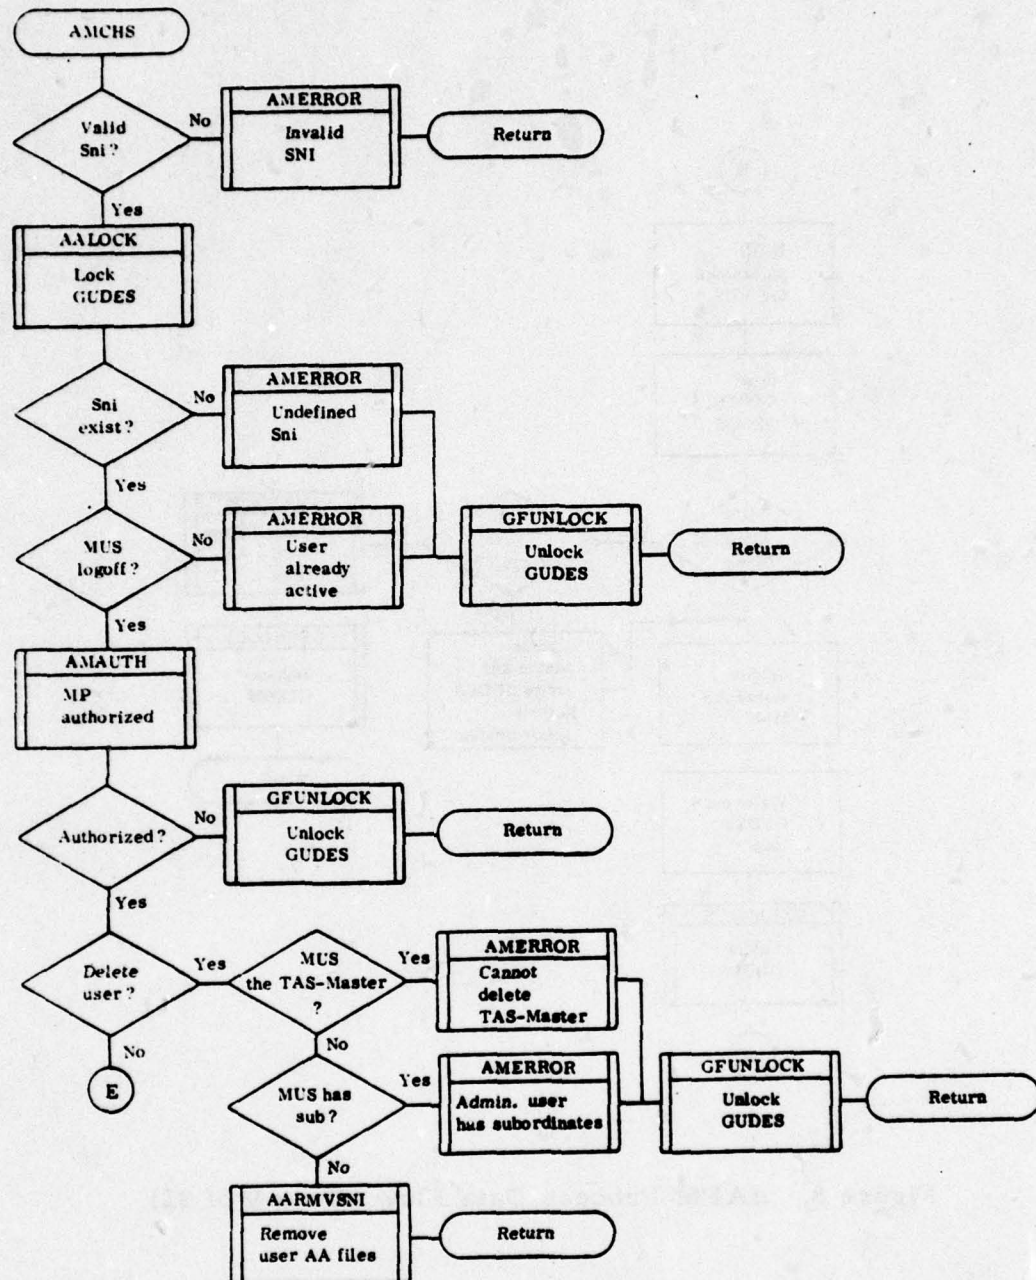 AMCHS
Valid
Sni?
No
AMERROR
Invalid
SNI
Return
Yes
AALOCK
Lock
GUDES
Sni
exist?
No
AMERROR
Undefined
Sni
Yes
MUS
logoff?
No
AMERROR
User
already
active
GFUNLOCK
Unlock
GUDES
Return
Yes
AMAUTH
MP
authorized
Authorized?
No
GFUNLOCK
Unlock
GUDES
Return
Yes
Delete
user?
Yes
MUS
the TAS-Master
?
Yes
AMERROR
Cannot
delete
TAS-Master
No
E
No
MUS has
sub?
Yes
AMERROR
Admin. user
has subordinates
GFUNLOCK
Unlock
GUDES
Return
No
AARMVSNI
Remove
user AA files
Return